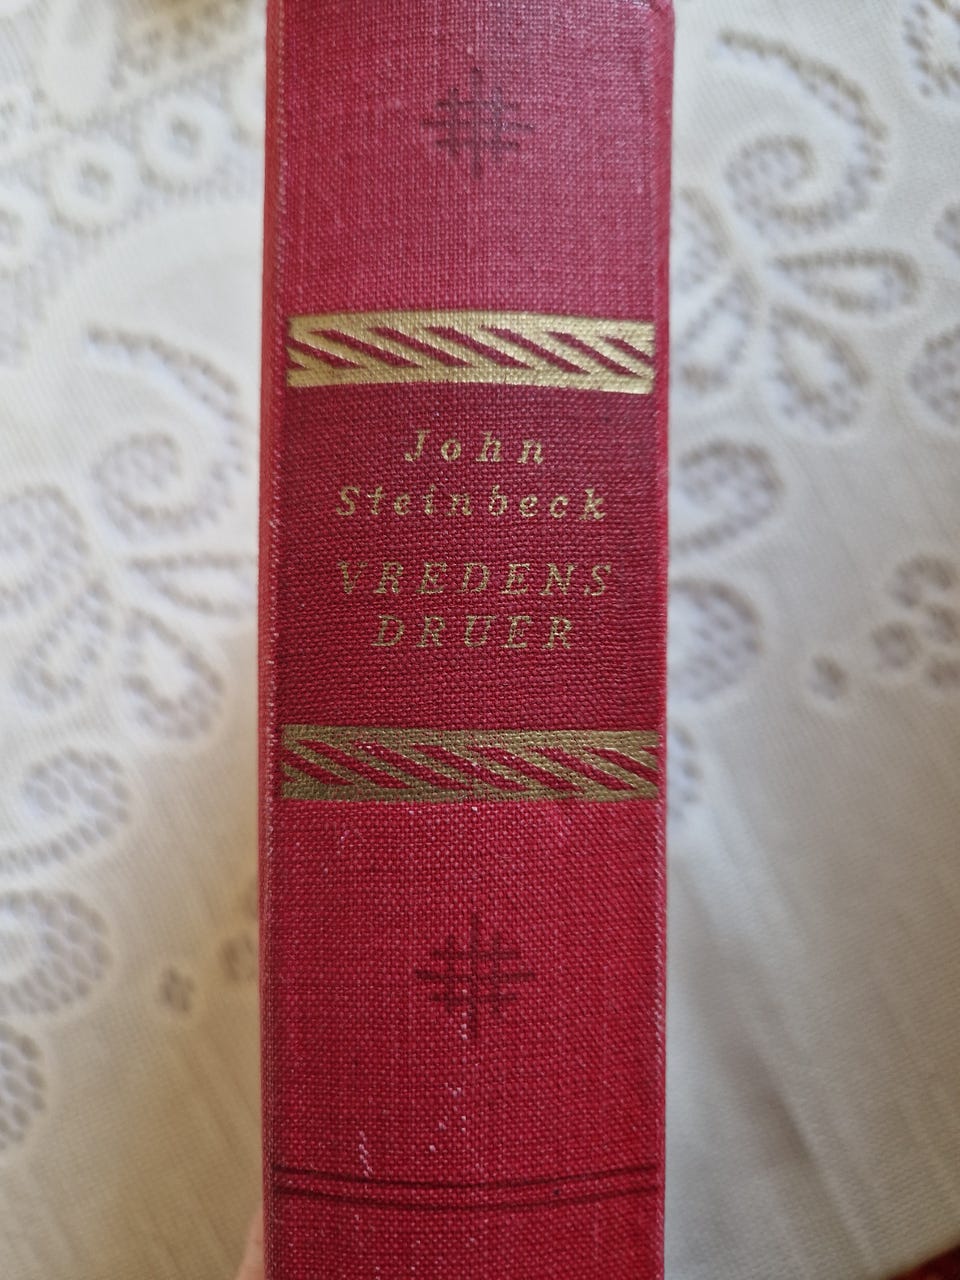 John
Steinbeck
VREDENS
DRUER